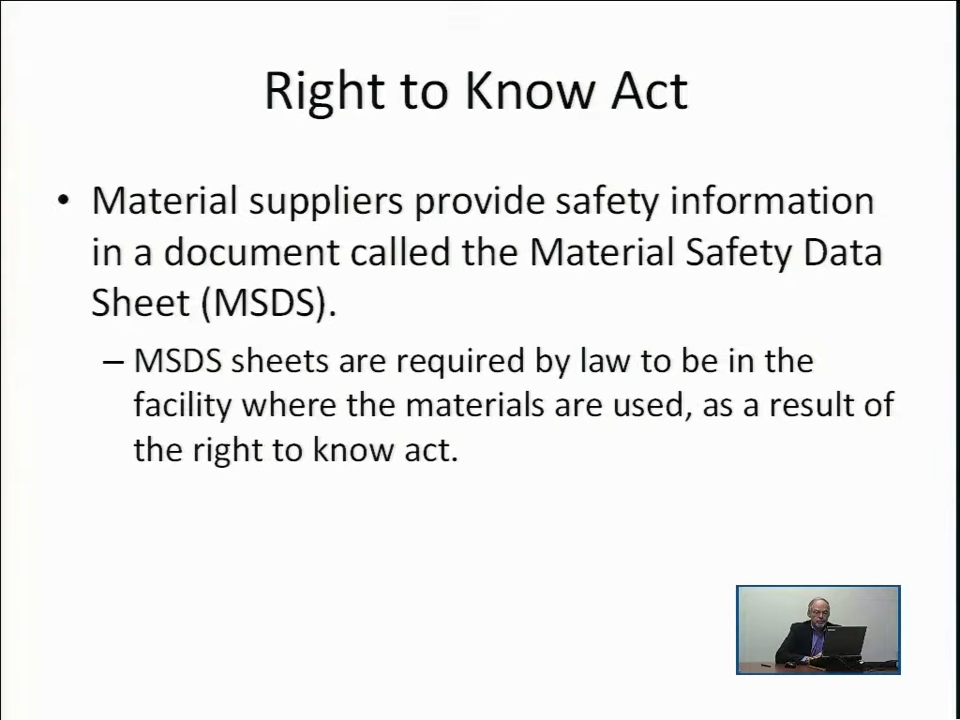 Right to Know Act
• Material suppliers provide safety information
in a document called the Material Safety Data
Sheet (MSDS).
– MSDS sheets are required by law to be in the
facility where the materials are used, as a result of
the right to know act.